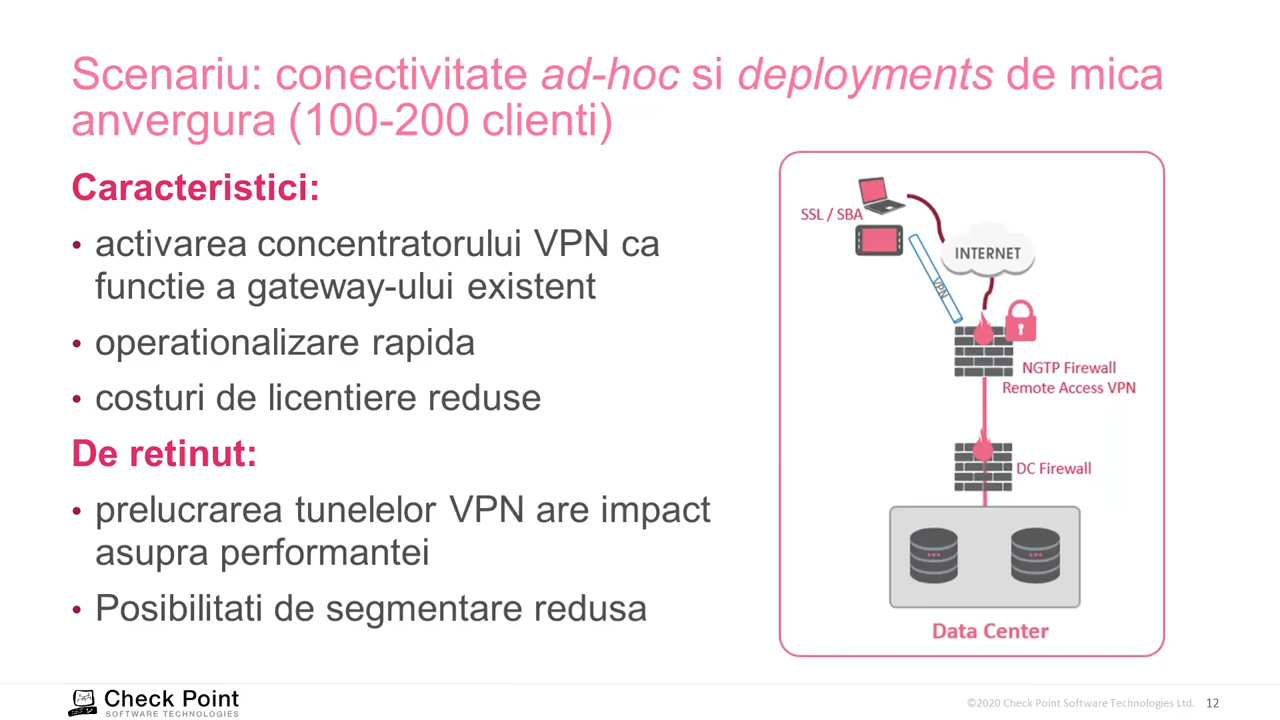 Scenariu: conectivitate ad-hoc si deployments de mica
anvergura (100-200 clienti)
Caracteristici:
• activarea concentratorului VPN ca
functie a gateway-ului existent
• operationalizare rapida
• costuri de licentiere reduse
De retinut:
• prelucrarea tunelelor VPN are impact
asupra performantei
• Posibilitati de segmentare redusa
SSL / SBA
INTERNET
VPN
NGTP Firewall
Remote Access VPN
DC Firewall
Data Center
Check Point
SOFTWARE TECHNOLOGIES
©2020 Check Point Software Technologies Ltd. 12